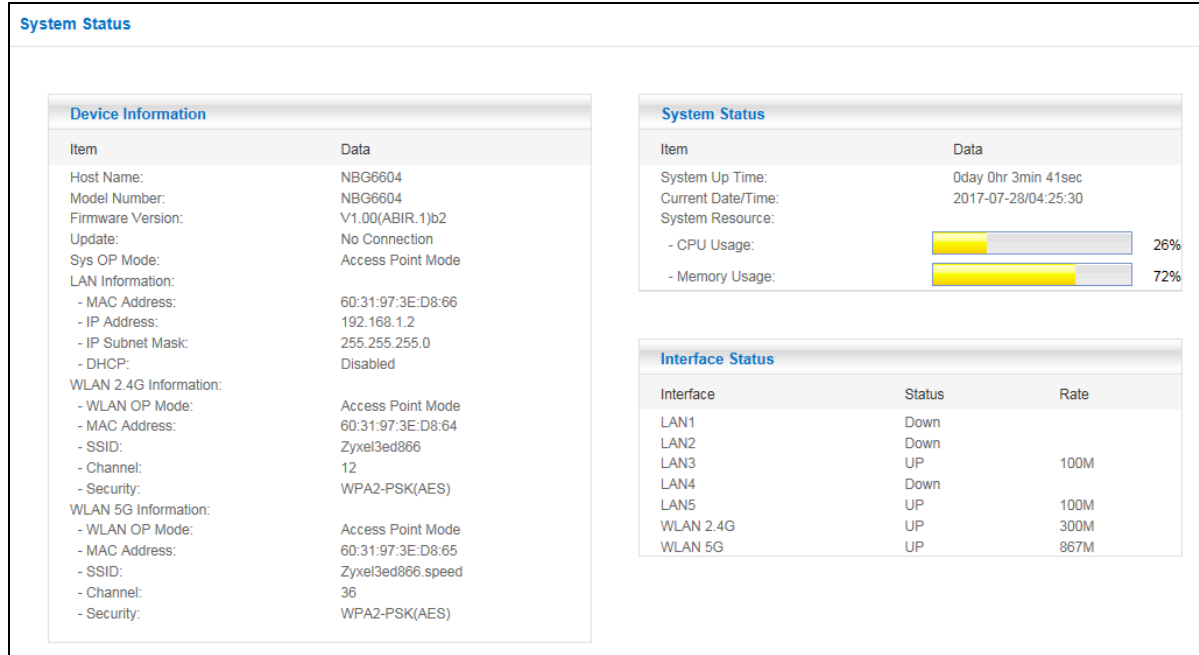 System Status
Device Information
Item Data
Host Name: NBG6604
Model Number: NBG6604
Firmware Version: V1.00(ABIR.1)b2
Update: No Connection
Sys OP Mode: Access Point Mode
LAN Information:
- MAC Address: 60:31:97:3E:D8:66
- IP Address: 192.168.1.2
- IP Subnet Mask: 255.255.255.0
- DHCP: Disabled
WLAN 2.4G Information:
- WLAN OP Mode: Access Point Mode
- MAC Address: 60:31:97:3E:D8:64
- SSID: Zyxel3ed866
- Channel: 12
- Security: WPA2-PSK(AES)
WLAN 5G Information:
- WLAN OP Mode: Access Point Mode
- MAC Address: 60:31:97:3E:D8:65
- SSID: Zyxel3ed866.speed
- Channel: 36
- Security: WPA2-PSK(AES)
System Status
Item Data
System Up Time: 0day 0hr 3min 41sec
Current Date/Time: 2017-07-28/04:25:30
System Resource:
- CPU Usage: 26%
- Memory Usage: 72%
Interface Status
Interface Status Rate
LAN1 Down
LAN2 Down
LAN3 UP 100M
LAN4 Down
LAN5 UP 100M
WLAN 2.4G UP 300M
WLAN 5G UP 867M